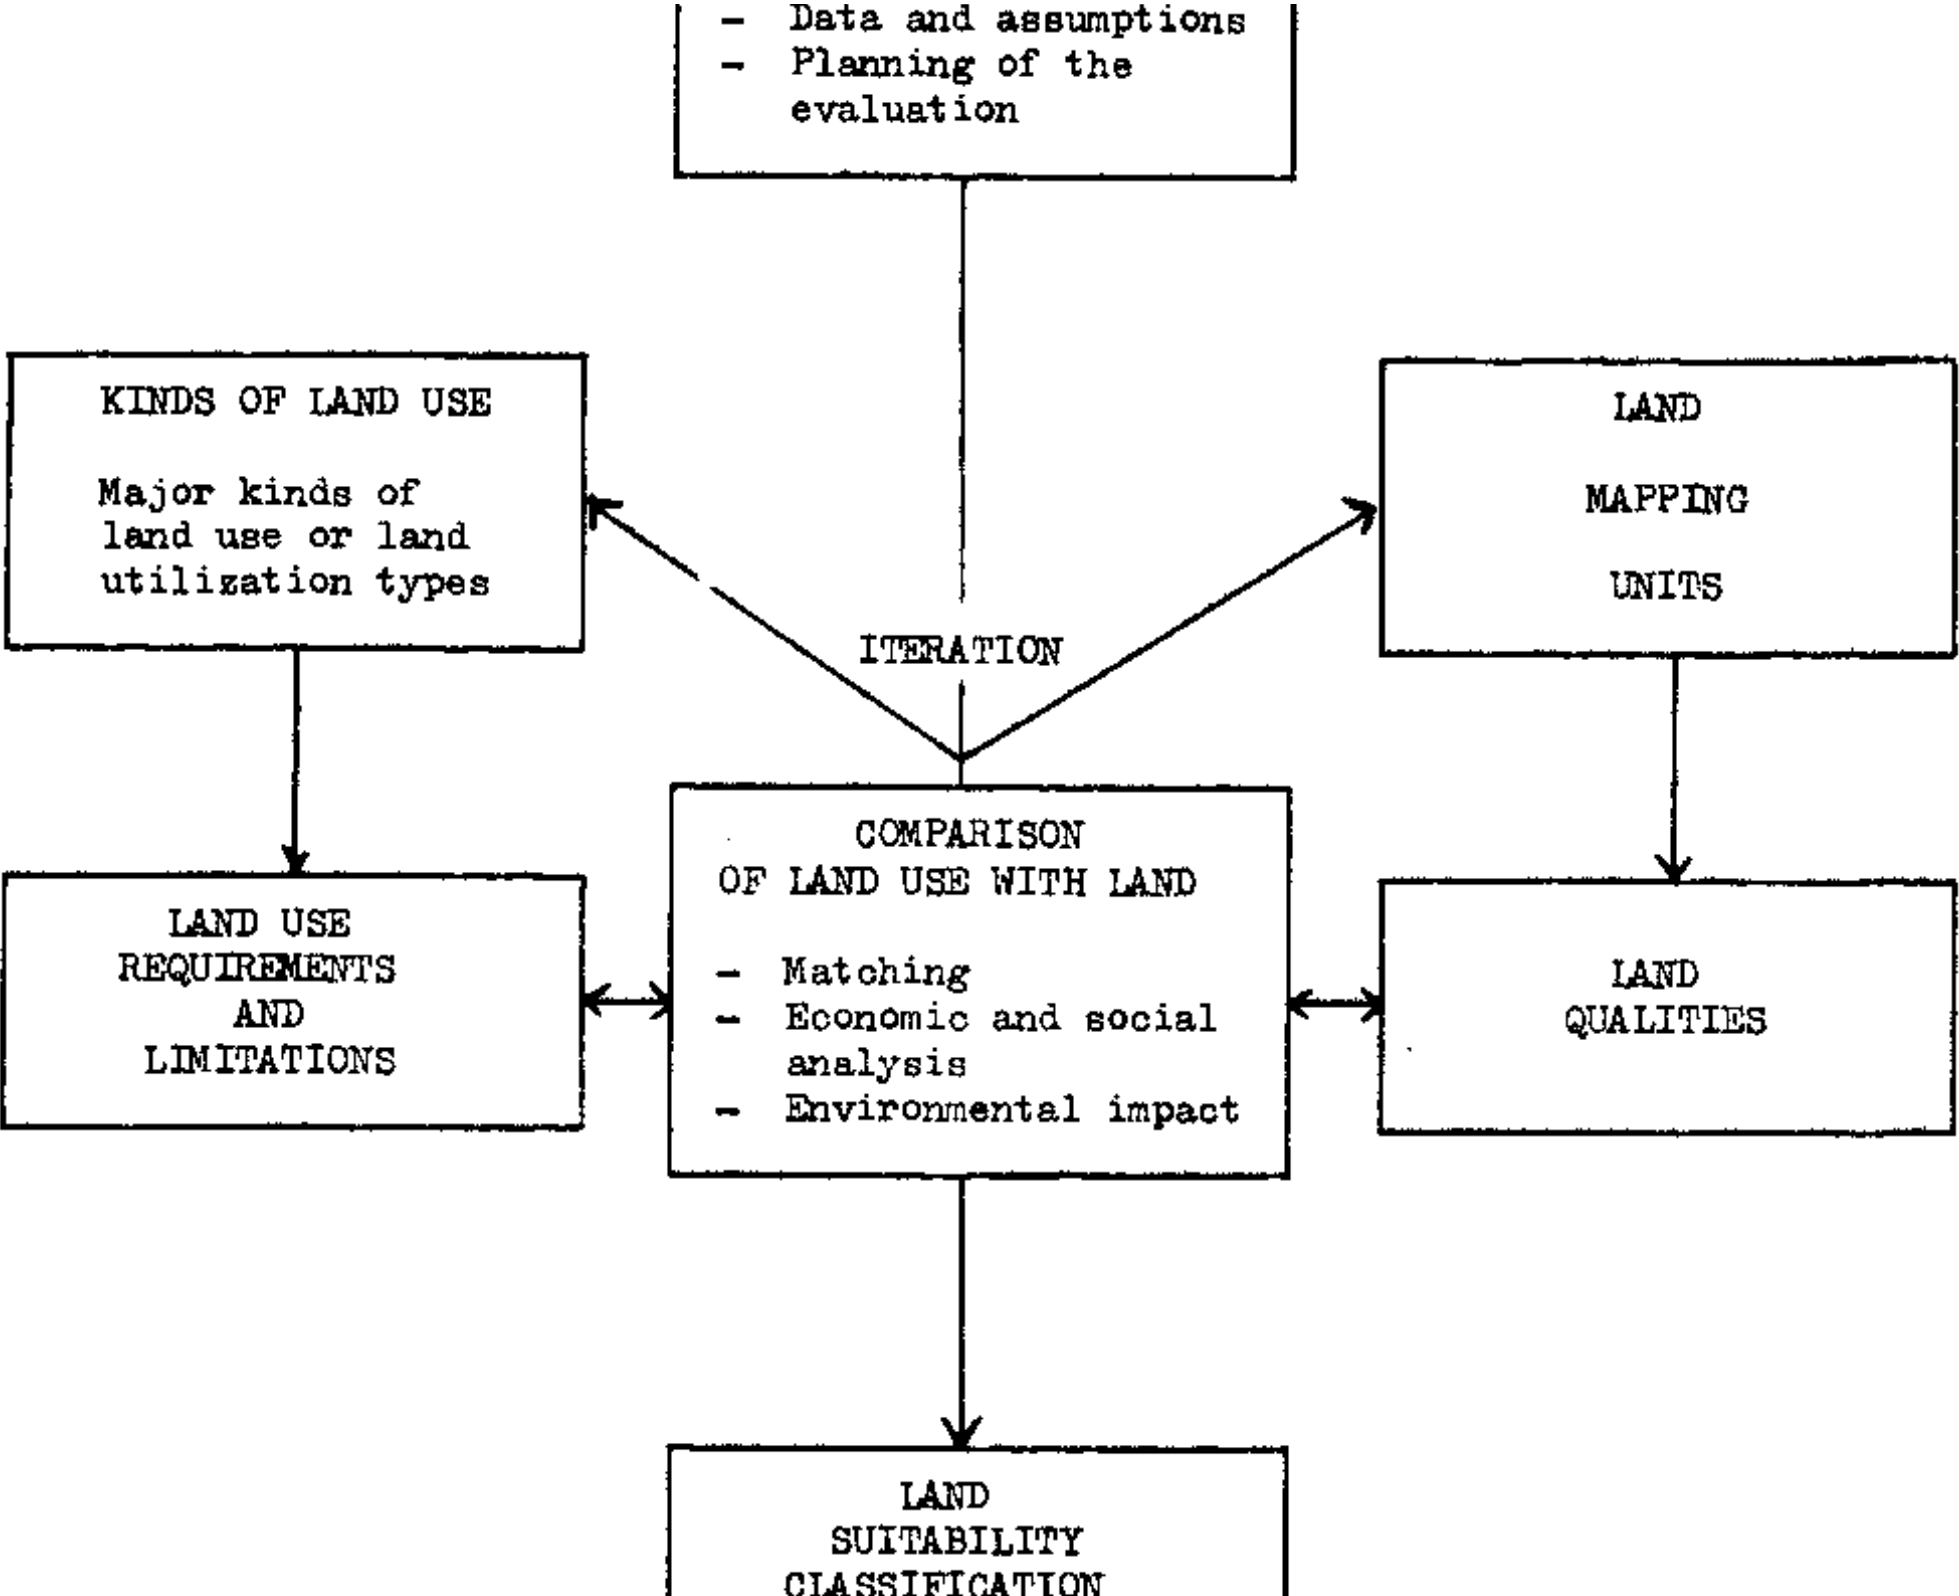 - Data and assumptions
- Planning of the
evaluation
KINDS OF LAND USE
Major kinds of
land use or land
utilization types
LAND
MAPPING
UNITS
ITERATION
LAND USE
REQUIREMENTS
AND
LIMITATIONS
COMPARISON
OF LAND USE WITH LAND
- Matching
- Economic and social
analysis
- Environmental impact
LAND
QUALITIES
LAND
SUITABILITY
CLASSIFICATION